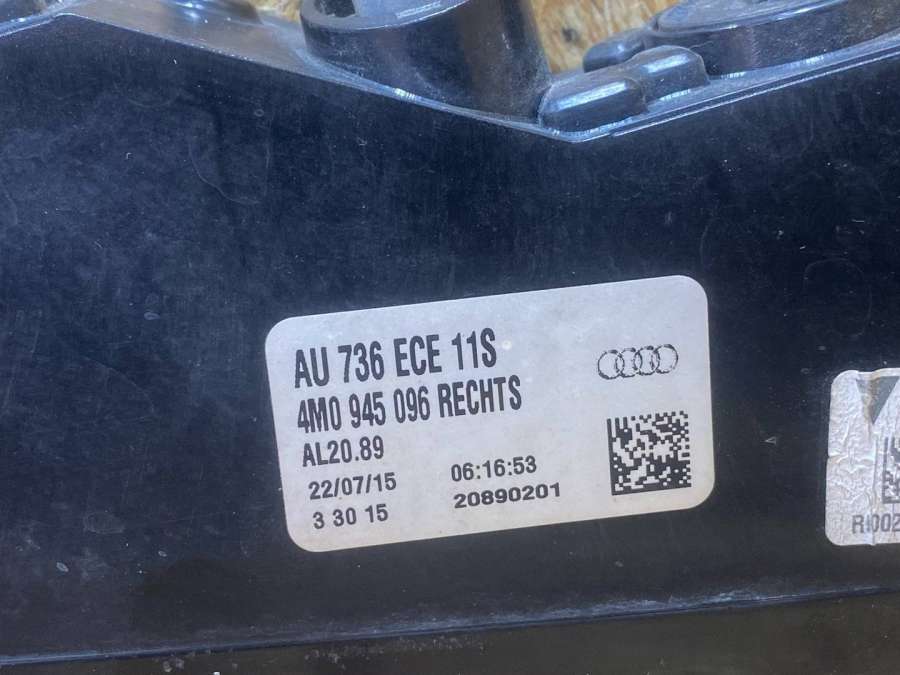 AU 736 ECE 11S
4M0 945 096 RECHTS
AL20.89
22/07/15 06:16:53
3 30 15 20890201